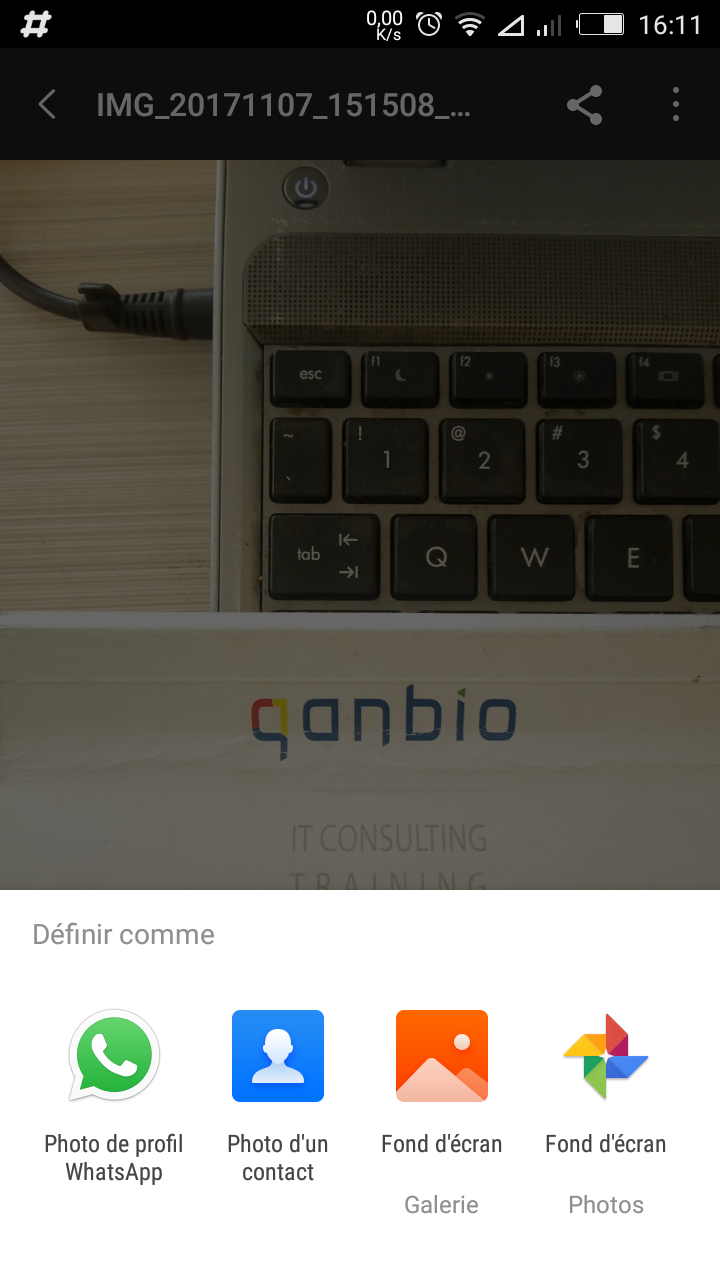 0,00
K/s
16:11
IMG_20171107_151508_…
esc
f1
f2
f3
f4
~
`
!
1
@
2
#
3
$
4
tab
Q
W
E
qanbio
IT CONSULTING
TRAINING
Définir comme
Photo de profil
WhatsApp
Photo d'un
contact
Fond d'écran
Galerie
Fond d'écran
Photos